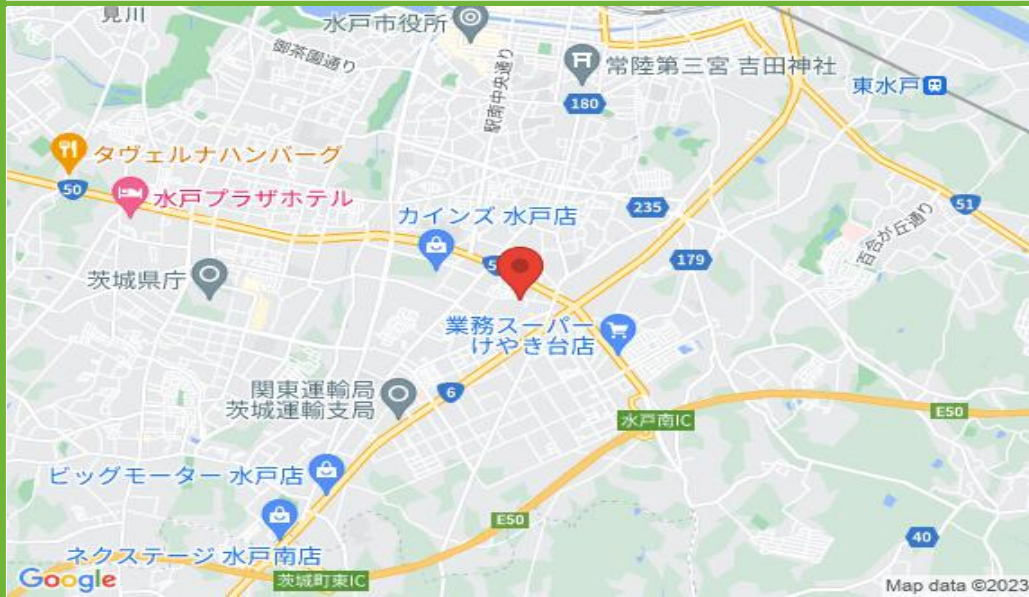 見川
水戸市役所
御茶園通り
駅南中央通り
常陸第三宮 吉田神社
180
東水戸
タヴェルナハンバーグ
50
水戸プラザホテル
カインズ 水戸店
235
51
百合が丘通り
茨城県庁
179
業務スーパー
けやき台店
関東運輸局
茨城運輸支局
6
水戸南IC
E50
ビッグモーター 水戸店
E50
ネクステージ 水戸南店
40
Google
茨城町東IC
Map data ©2023